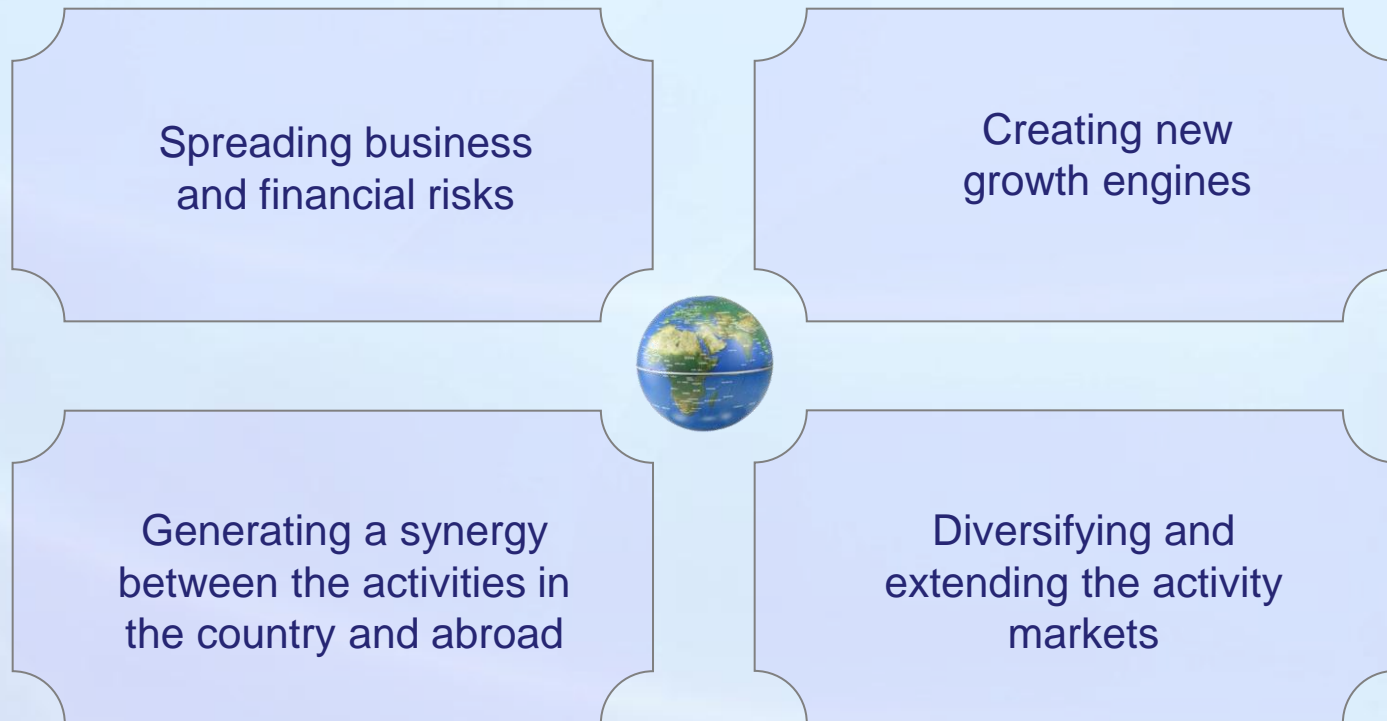 Spreading business
and financial risks
Creating new
growth engines
Generating a synergy
between the activities in
the country and abroad
Diversifying and
extending the activity
markets